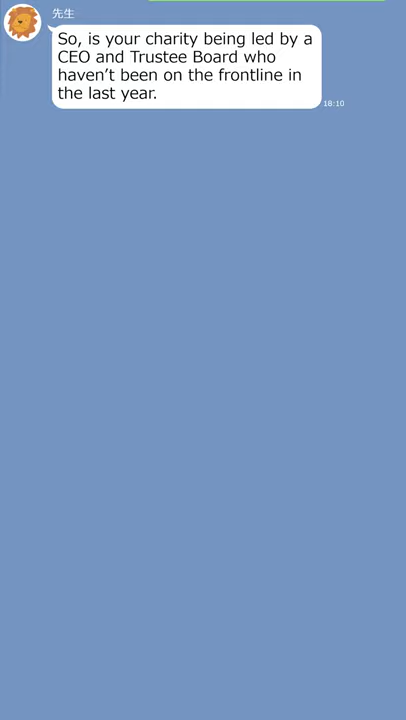 先生
So, is your charity being led by a
CEO and Trustee Board who
haven't been on the frontline in
the last year.
18:10